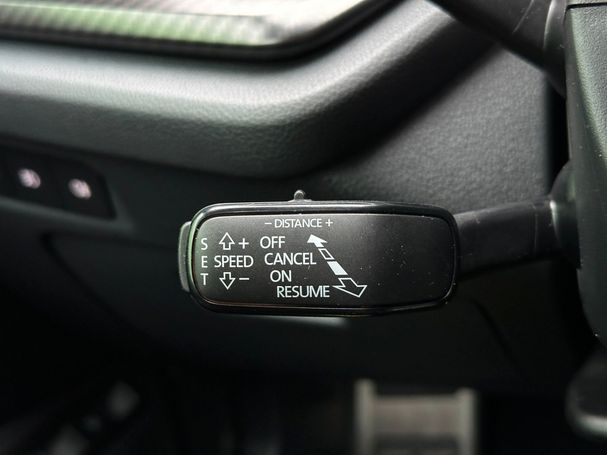 - DISTANCE +
S + OFF
E SPEED CANCEL
T - ON
RESUME